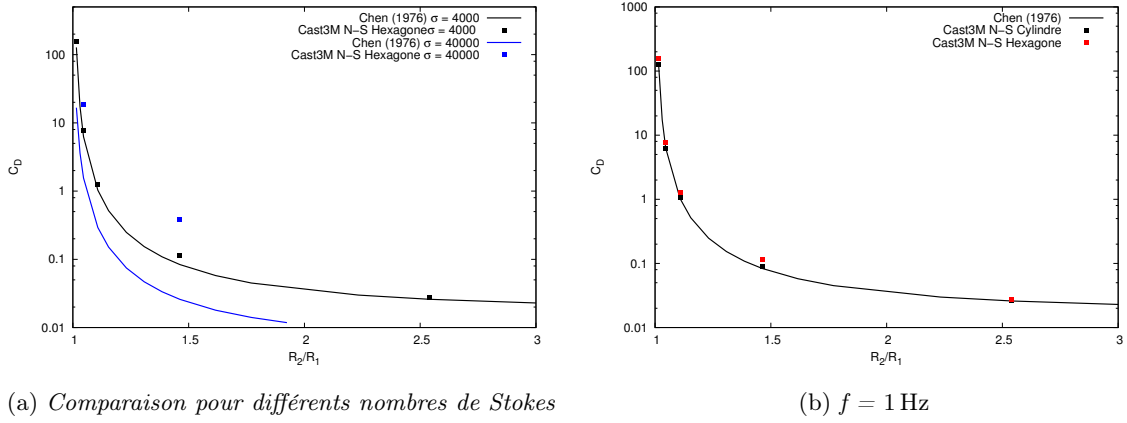 Chen (1976) σ = 4000
Cast3M N-S Hexagoneσ = 4000
Chen (1976) σ = 40000
Cast3M N-S Hexagone σ = 40000
100
10
1
0.1
0.01
C_D
1
1.5
2
2.5
3
R_2/R_1
(a) Comparaison pour différents nombres de Stokes
Chen (1976)
Cast3M N-S Cylindre
Cast3M N-S Hexagone
1000
100
10
1
0.1
0.01
C_D
1
1.5
2
2.5
3
R_2/R_1
(b) f = 1 Hz